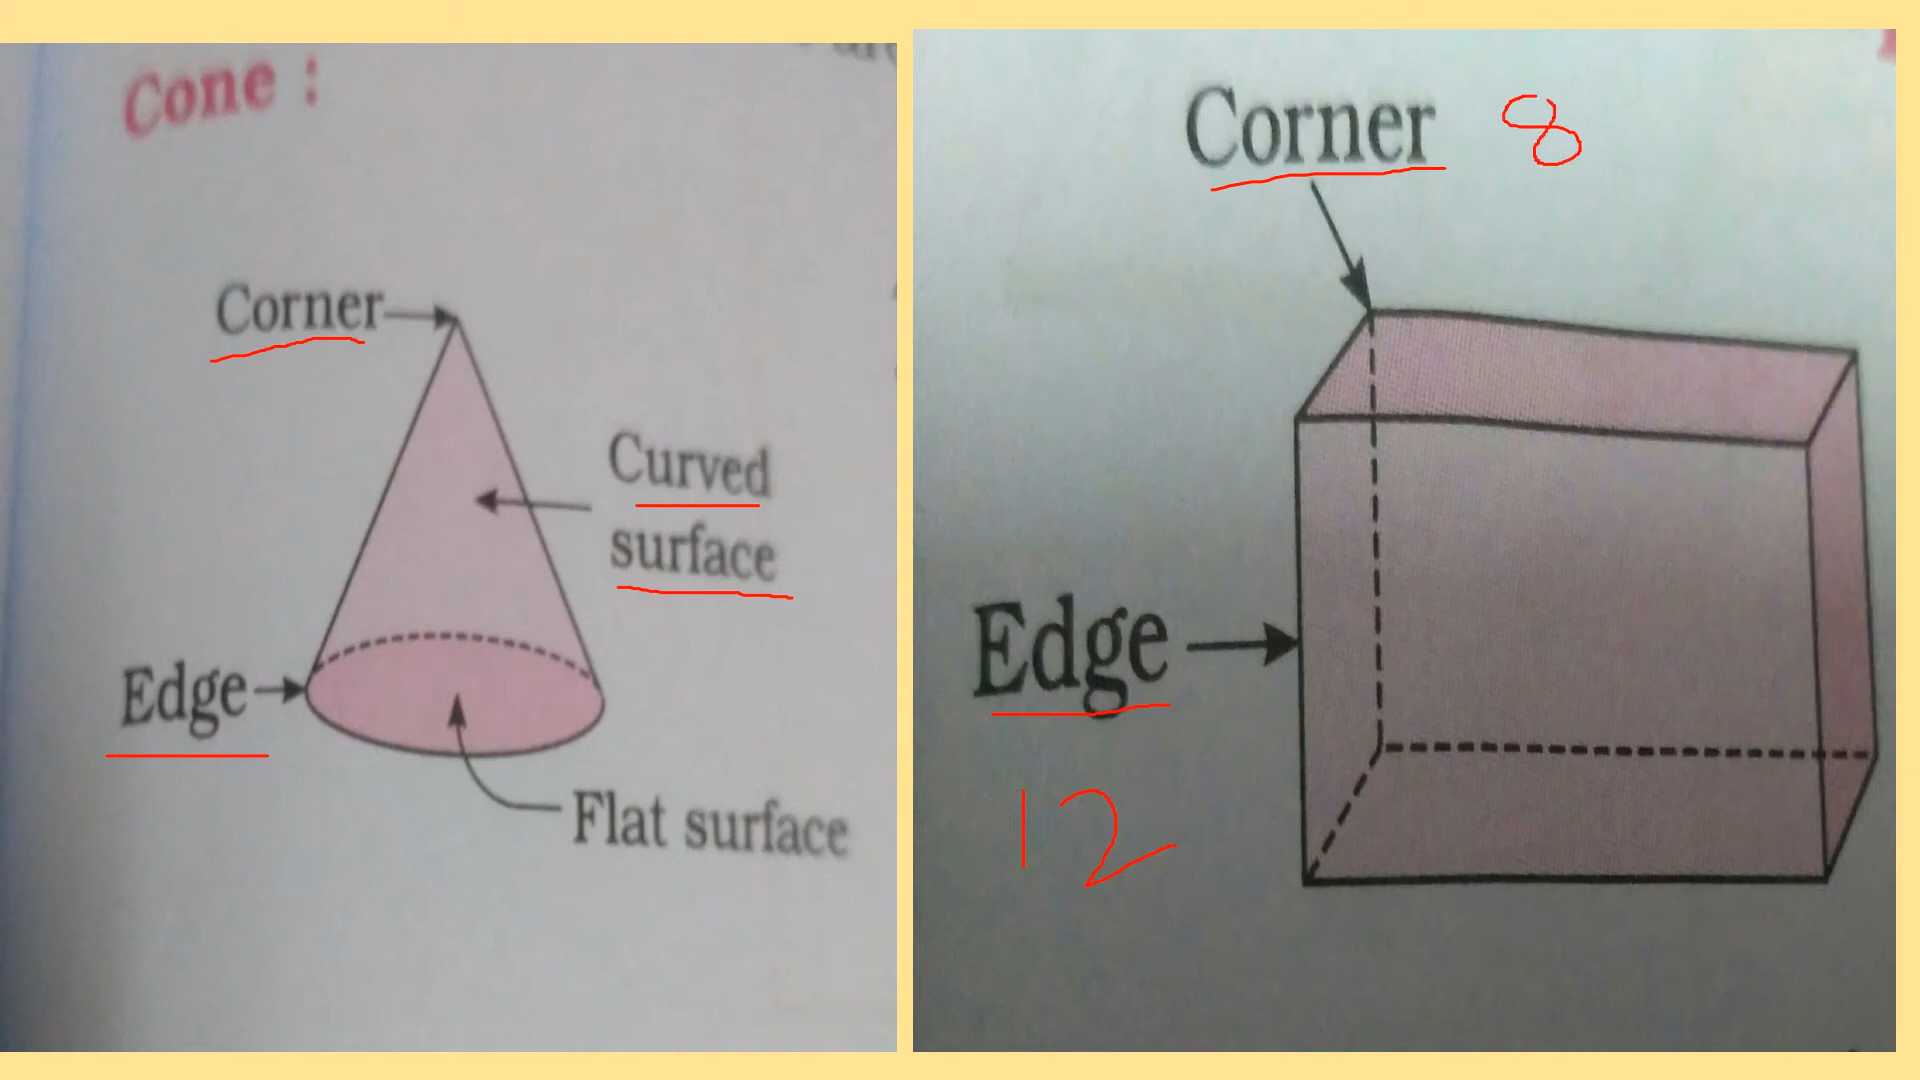 Cone :
Corner
Curved
surface
Edge
Flat surface
Corner 8
Edge
12